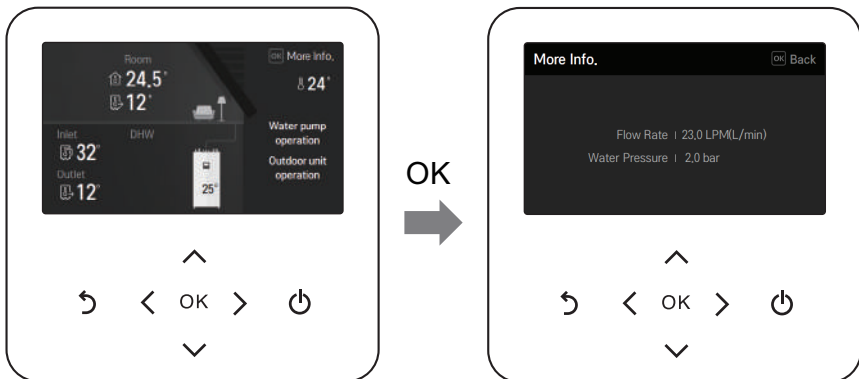 Room
OK More Info.
24.5°
12°
24°
Inlet
DHW
32°
Outlet
12°
25°
Water pump
operation
Outdoor unit
operation
OK
OK
More Info.
OK Back
Flow Rate | 23,0 LPM(L/min)
Water Pressure | 2,0 bar
OK